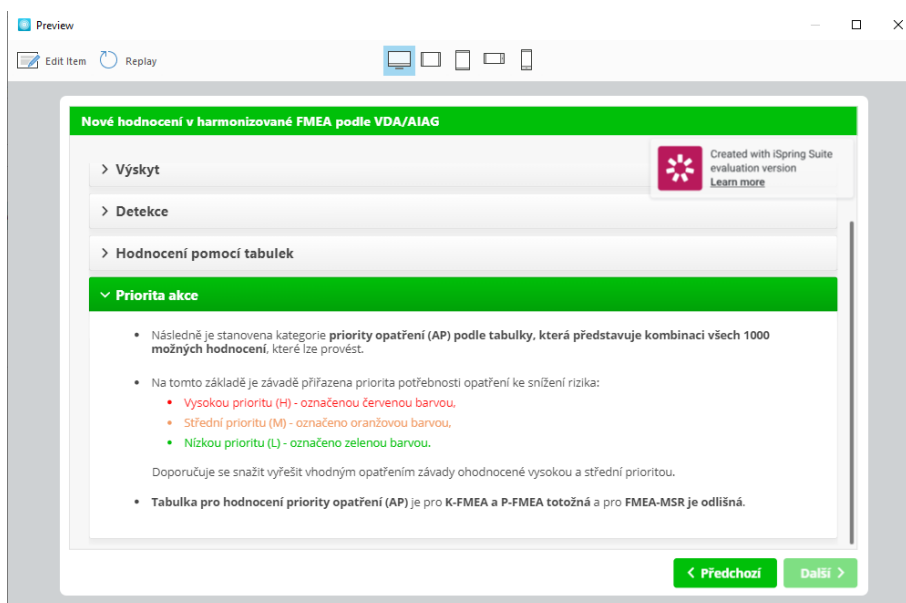 Preview
Edit Item
Replay
Nové hodnocení v harmonizované FMEA podle VDA/AIAG
Created with iSpring Suite
evaluation version
Learn more
Výskyt
Detekce
Hodnocení pomocí tabulek
Priorita akce
• Následně je stanovena kategorie priority opatření (AP) podle tabulky, která představuje kombinaci všech 1000
možných hodnocení, které lze provést.
• Na tomto základě je závadě přiřazena priorita potřebnosti opatření ke snížení rizika:
• Vysokou prioritu (H) - označenou červenou barvou,
• Střední prioritu (M) - označeno oranžovou barvou,
• Nízkou prioritu (L) - označeno zelenou barvou.
Doporučuje se snažit vyřešit vhodným opatřením závady ohodnocené vysokou a střední prioritou.
• Tabulka pro hodnocení priority opatření (AP) je pro K-FMEA a P-FMEA totožná a pro FMEA-MSR je odlišná.
Předchozí
Další